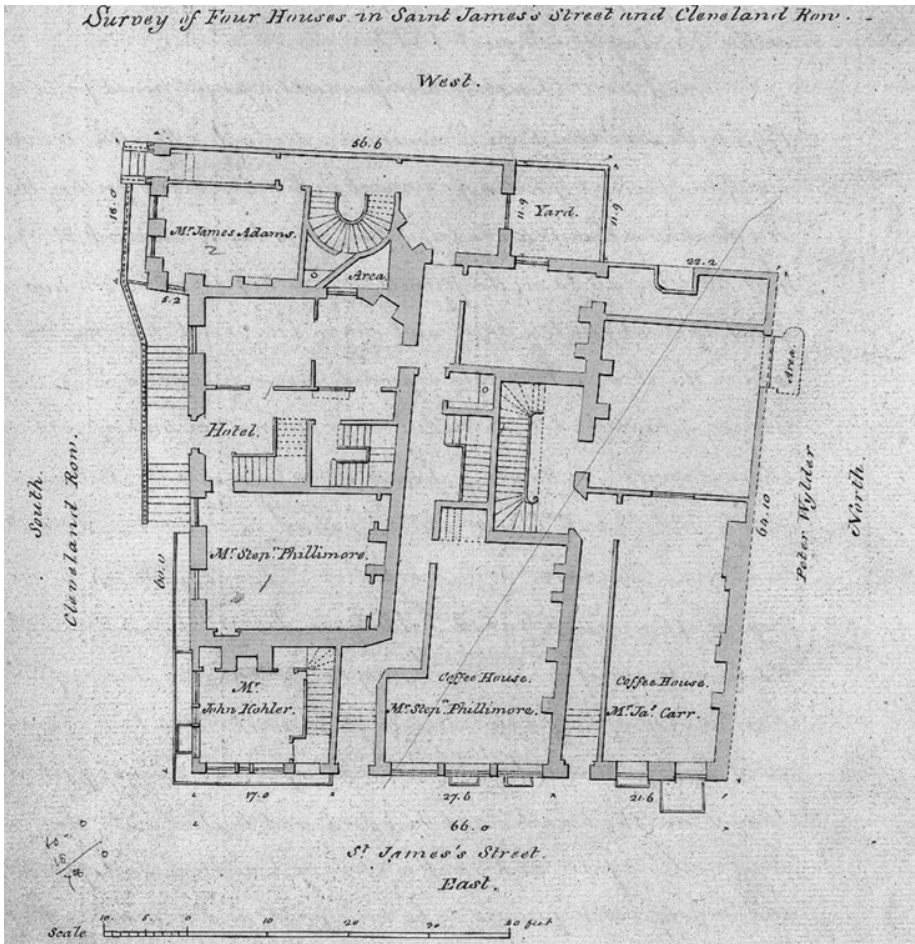 Survey of Four Houses in Saint James's Street and Cleveland Row.
West.
56.6
18.0
Mr James Adams.
2
Area.
11.9
Yard.
11.9
22.2
5.2
Area.
Hotel.
South.
Cleveland Row.
60.0
Mr Stepn Phillimore.
64.10
Peter Wylder
North.
Mr
John Kohler.
Coffee House.
Mr Stepn Phillimore.
Coffee House.
Mr Jas Carr.
17.0
27.6
21.6
66.0
St James's Street.
East.
Scale
10
5
0
10
20
30
40 feet